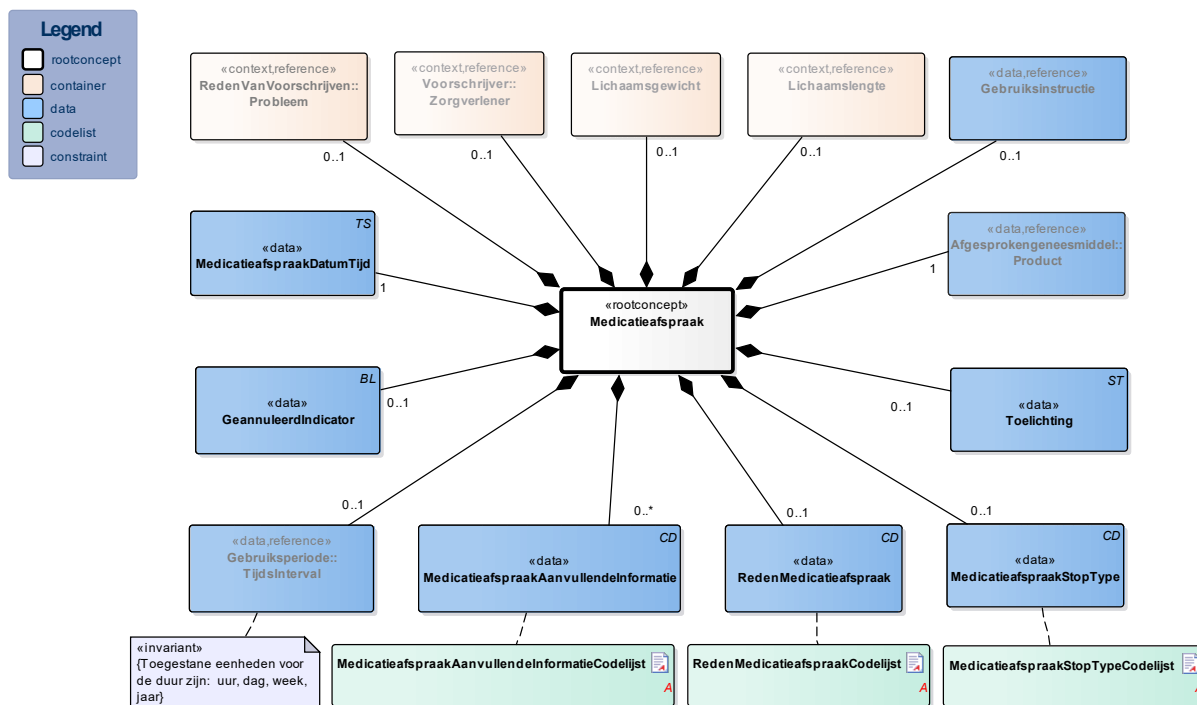 Legend
rootconcept
container
data
codelist
constraint
«context,reference»
RedenVanVoorschrijven::
Probleem
«context,reference»
Voorschrijver::
Zorgverlener
«context,reference»
Lichaamsgewicht
«context,reference»
Lichaamslengte
«data,reference»
Gebruiksinstructie
0..1
0..1
0..1
0..1
0..1
TS
«data»
MedicatieafspraakDatumTijd
1
«data,reference»
Afgesprokengeneesmiddel::
Product
1
«rootconcept»
Medicatieafspraak
BL
«data»
GeannuleerdIndicator
0..1
ST
«data»
Toelichting
0..1
0..1
0..*
0..1
0..1
«data,reference»
Gebruiksperiode::
TijdsInterval
CD
«data»
MedicatieafspraakAanvullendeInformatie
CD
«data»
RedenMedicatieafspraak
CD
«data»
MedicatieafspraakStopType
«invariant»
{Toegestane eenheden voor
de duur zijn: uur, dag, week,
jaar}
MedicatieafspraakAanvullendeInformatieCodelijst
A
RedenMedicatieafspraakCodelijst
A
MedicatieafspraakStopTypeCodelijst
A